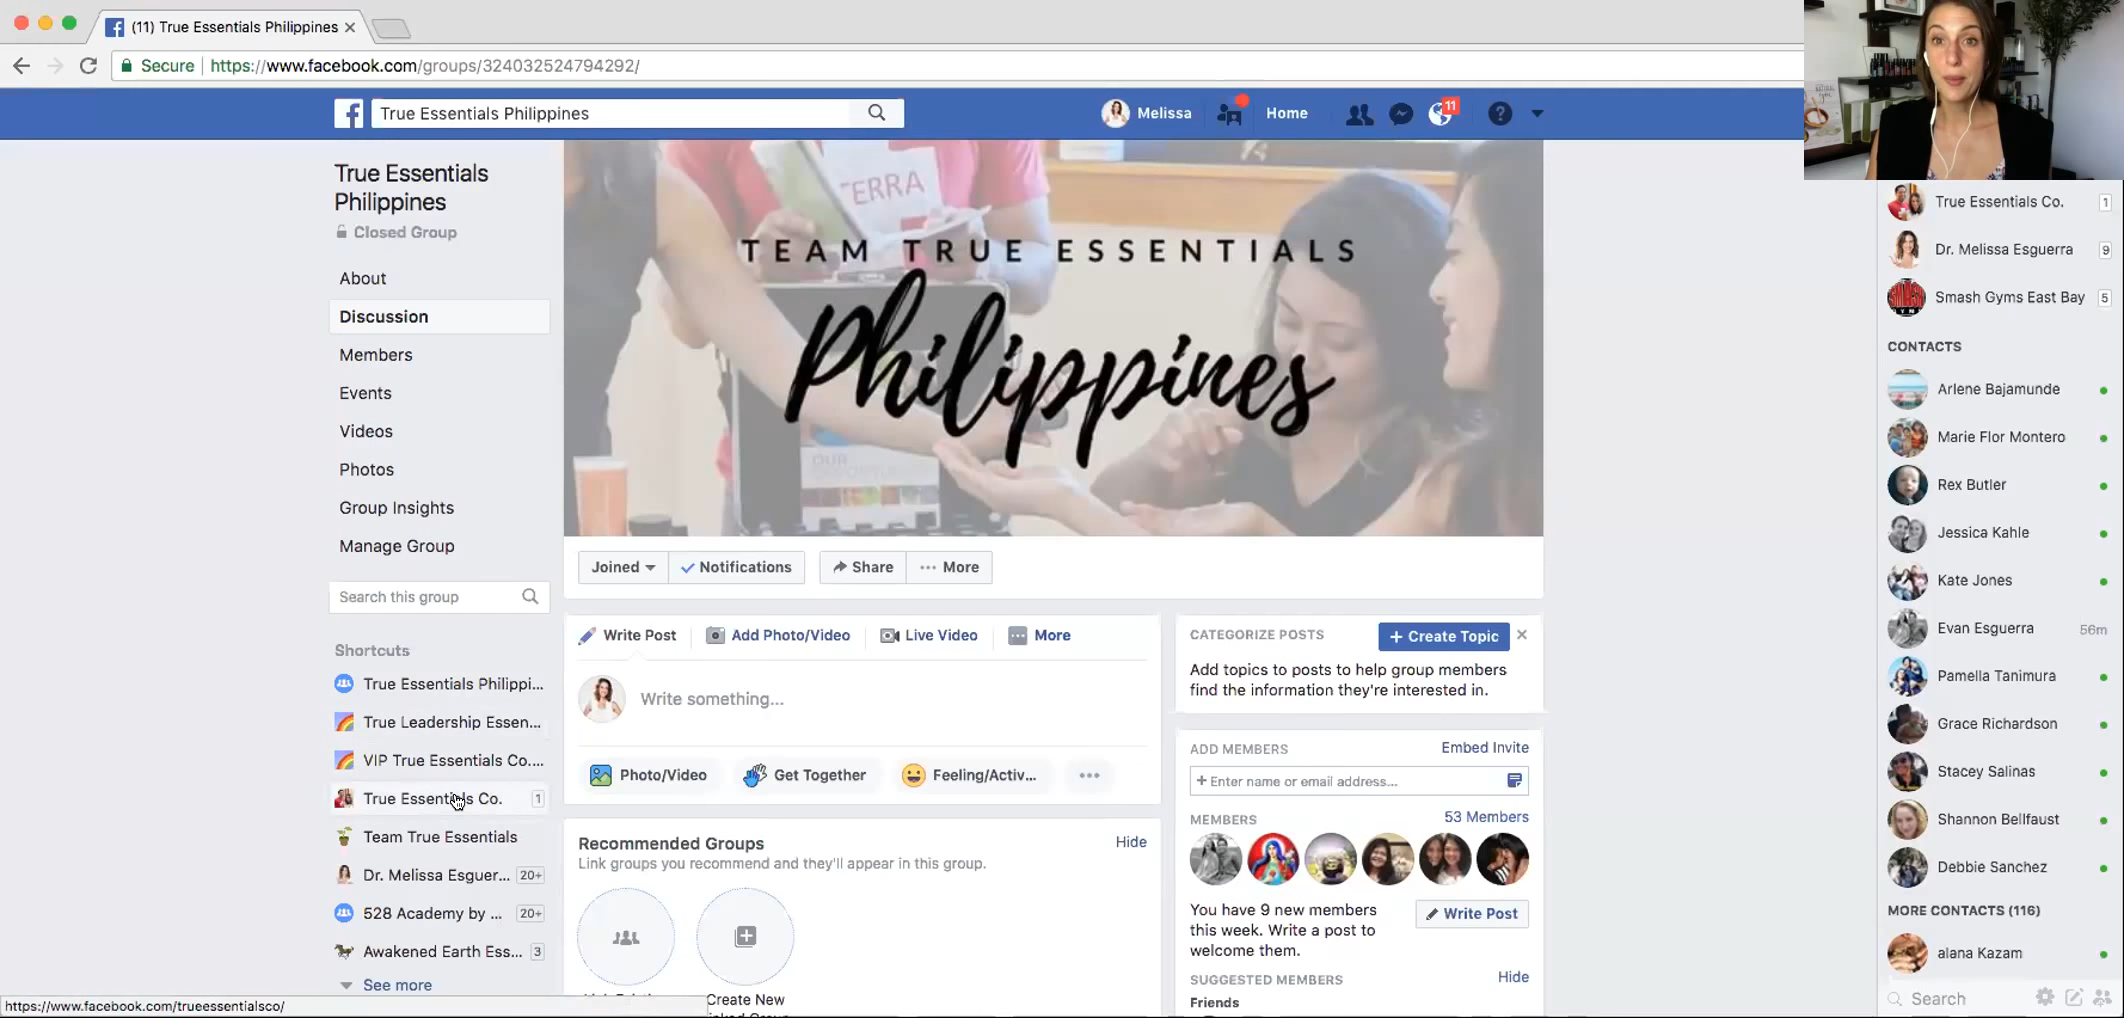 (11) True Essentials Philippines
Secure
https://www.facebook.com/groups/324032524794292/
True Essentials Philippines
Melissa
Home
11
True Essentials
Philippines
Closed Group
About
Discussion
Members
Events
Videos
Photos
Group Insights
Manage Group
Search this group
Shortcuts
True Essentials Philippi...
True Leadership Essen...
VIP True Essentials Co....
True Essentials Co. 1
Team True Essentials
Dr. Melissa Esguer... 20+
528 Academy by ... 20+
Awakened Earth Ess... 3
See more
https://www.facebook.com/trueessentialsco/
TERRA
TEAM TRUE ESSENTIALS
Philippines
OUR
Joined
Notifications
Share
More
Write Post
Add Photo/Video
Live Video
More
Write something...
Photo/Video
Get Together
Feeling/Activ...
Recommended Groups
Hide
Link groups you recommend and they'll appear in this group.
Create New
CATEGORIZE POSTS
+ Create Topic
Add topics to posts to help group members
find the information they're interested in.
ADD MEMBERS
Embed Invite
+ Enter name or email address...
MEMBERS
53 Members
You have 9 new members
this week. Write a post to
welcome them.
Write Post
SUGGESTED MEMBERS
Hide
Friends
True Essentials Co. 1
Dr. Melissa Esguerra 9
Smash Gyms East Bay 5
CONTACTS
Arlene Bajamunde
Marie Flor Montero
Rex Butler
Jessica Kahle
Kate Jones
Evan Esguerra 56m
Pamella Tanimura
Grace Richardson
Stacey Salinas
Shannon Bellfaust
Debbie Sanchez
MORE CONTACTS (116)
alana Kazam
Search